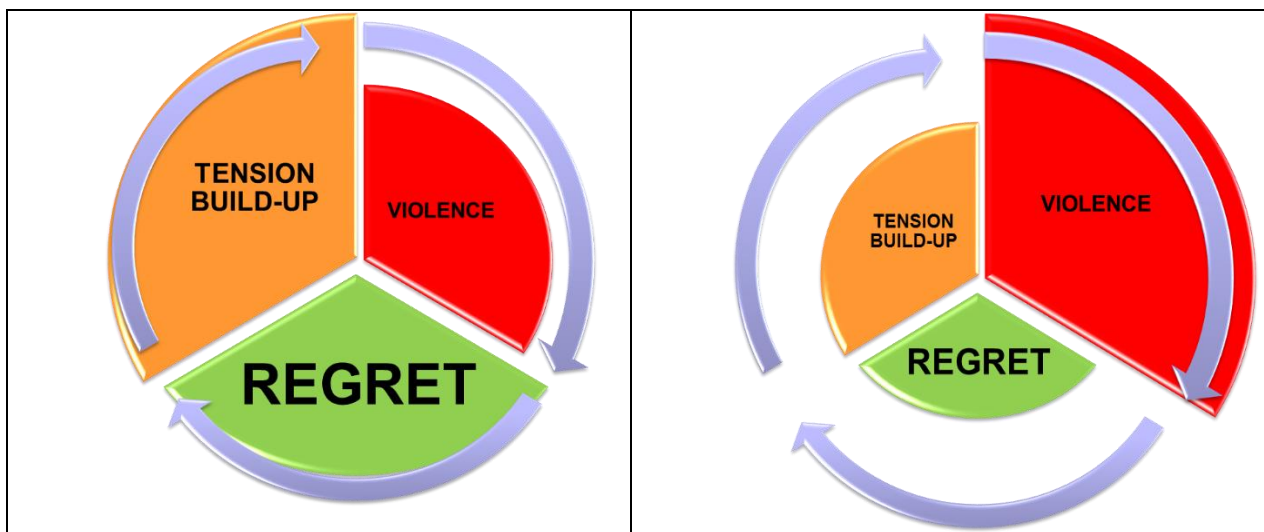 TENSION
BUILD-UP
VIOLENCE
REGRET
VIOLENCE
TENSION
BUILD-UP
REGRET